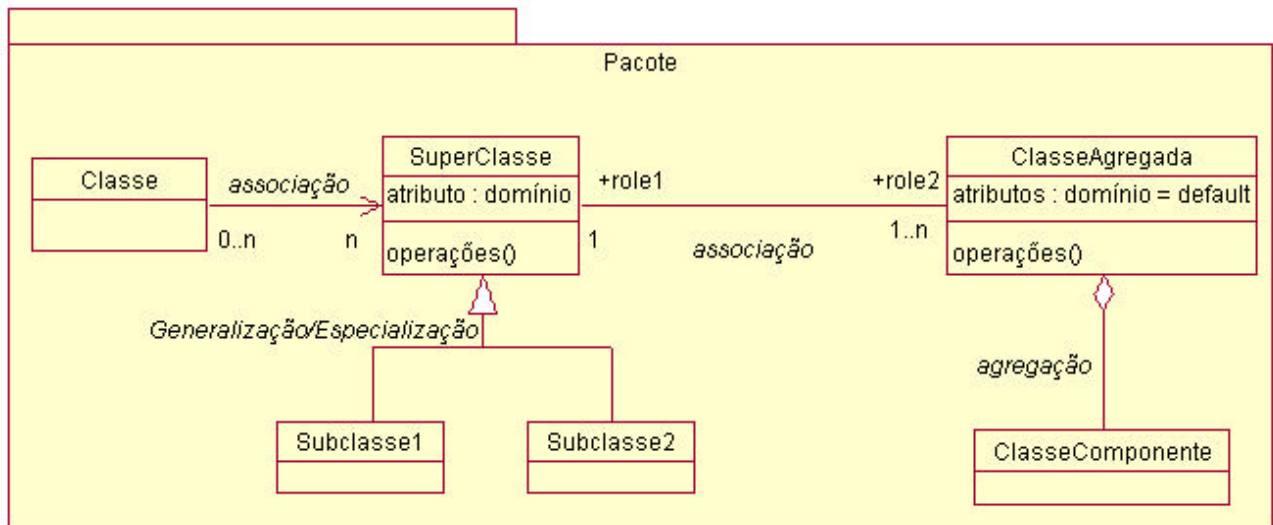 Pacote
Classe
associação
0..n
n
SuperClasse
atributo : domínio
operações()
+role1
1
associação
+role2
1..n
ClasseAgregada
atributos : domínio = default
operações()
Generalização/Especialização
agregação
Subclasse1
Subclasse2
ClasseComponente